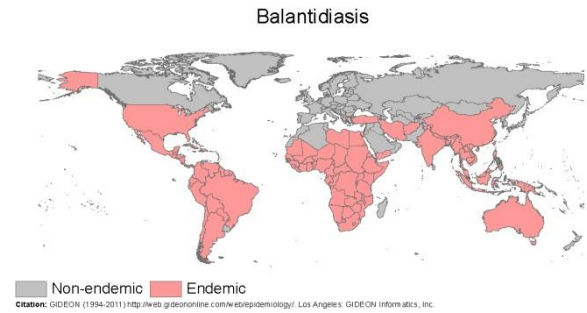 Balantidiasis
Non-endemic Endemic
Citation: GIDEON (1994-2011) http://web.gideononline.com/web/epidemiology/. Los Angeles: GIDEON Informatics, Inc.